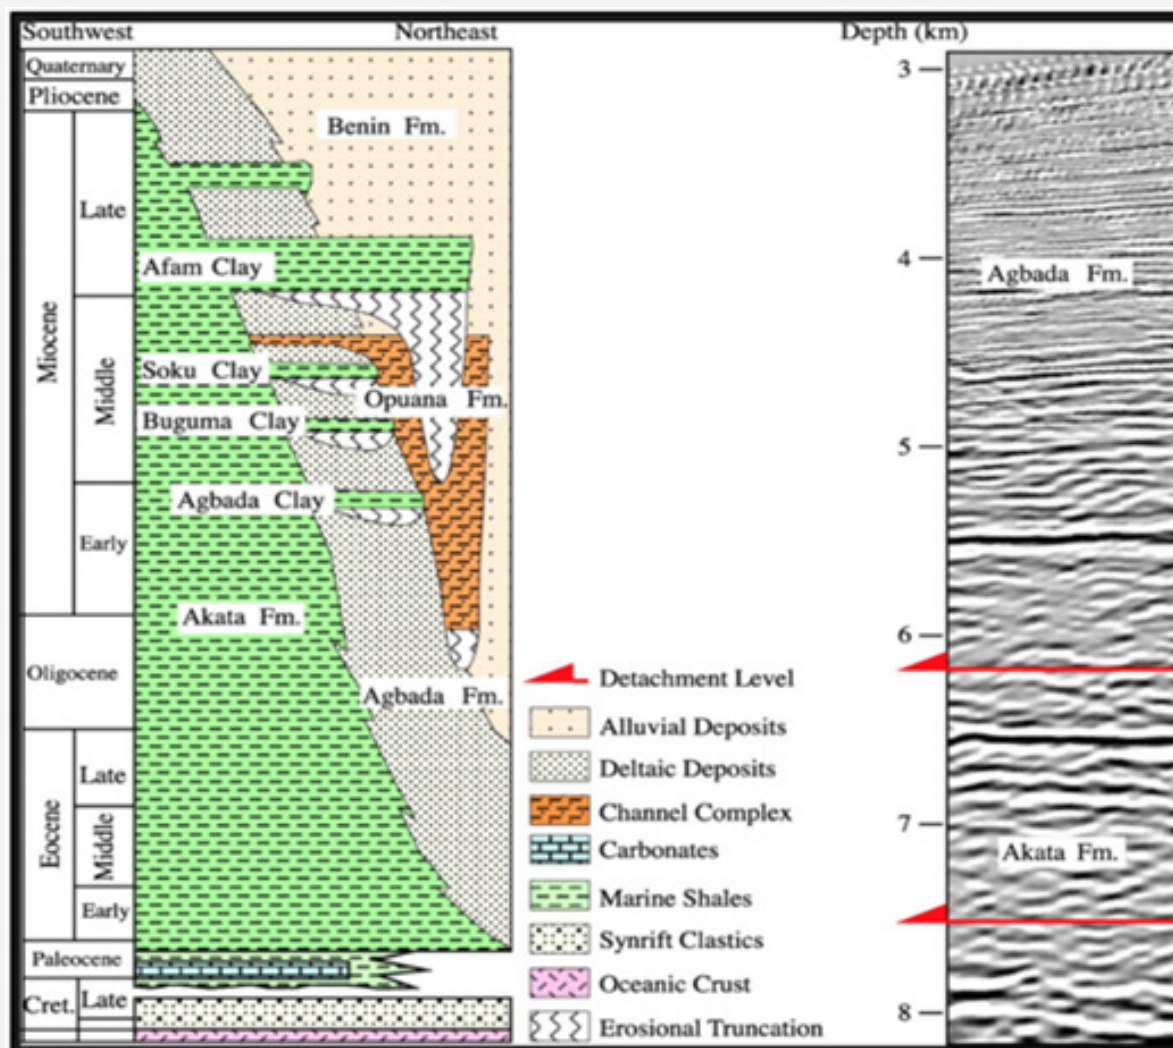 Southwest
Northeast
Depth (km)
Quaternary
Pliocene
Miocene
Late
Middle
Early
Oligocene
Eocene
Late
Middle
Early
Paleocene
Cret.
Late
Benin Fm.
Afam Clay
Soku Clay
Opuana Fm.
Buguma Clay
Agbada Clay
Akata Fm.
Agbada Fm.
Detachment Level
Alluvial Deposits
Deltaic Deposits
Channel Complex
Carbonates
Marine Shales
Synrift Clastics
Oceanic Crust
Erosional Truncation
3
4
5
6
7
8
Agbada Fm.
Akata Fm.